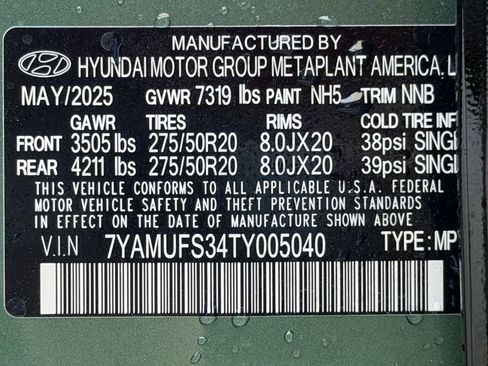 MANUFACTURED BY
HYUNDAI MOTOR GROUP METAPLANT AMERICA, L
MAY/2025 GVWR 7319 lbs PAINT NH5 TRIM NNB
GAWR TIRES RIMS COLD TIRE INF
FRONT 3505 lbs 275/50R20 8.0JX20 38psi SINGL
REAR 4211 lbs 275/50R20 8.0JX20 39psi SINGL
THIS VEHICLE CONFORMS TO ALL APPLICABLE U.S.A. FEDERAL
MOTOR VEHICLE SAFETY AND THEFT PREVENTION STANDARDS
IN EFFECT ON THE DATE OF MANUFACTURE SHOWN ABOVE.
V.I.N 7YAMUFS34TY005040 TYPE: MPV